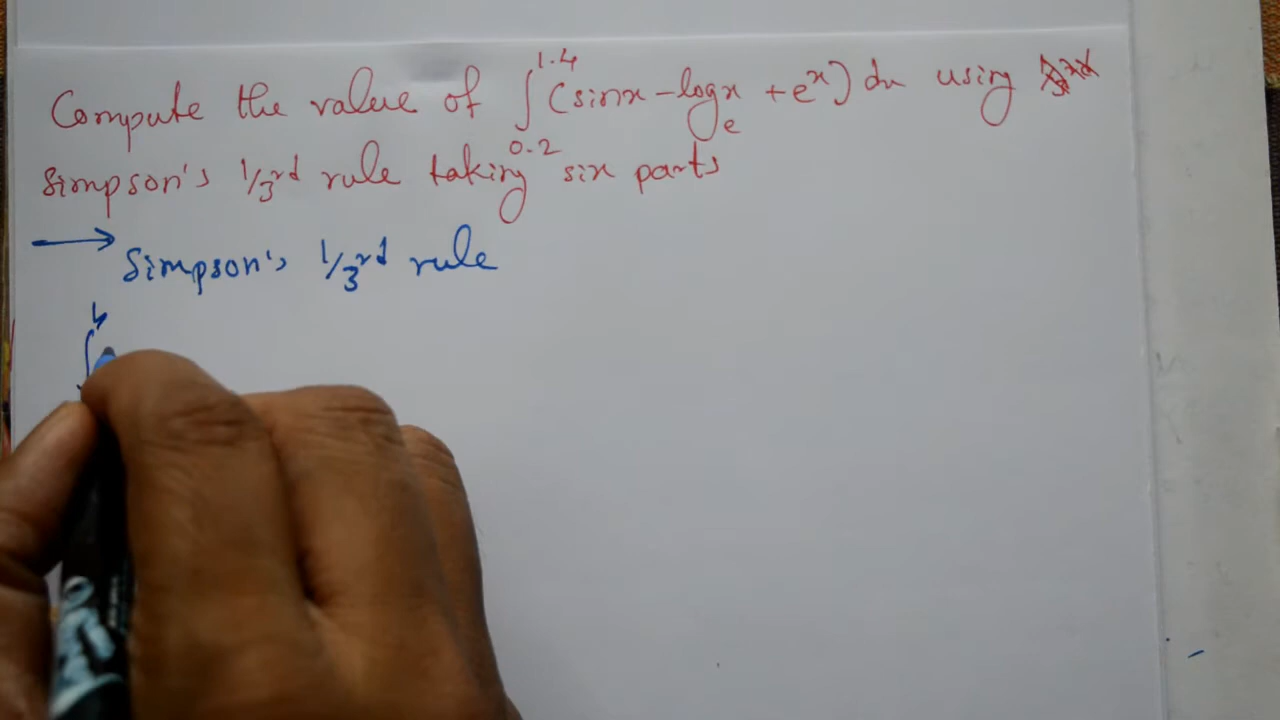 Compute the value of ∫_{0.2}^{1.4} (sinx - log_e x + e^x) dx using
Simpson's 1/3rd rule taking six parts
→ Simpson's 1/3rd rule
∫^b